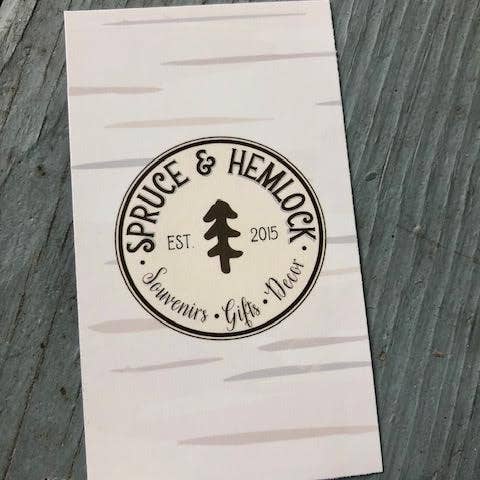 SPRUCE & HEMLOCK
EST. 2015
• Souvenirs • Gifts • Decor •